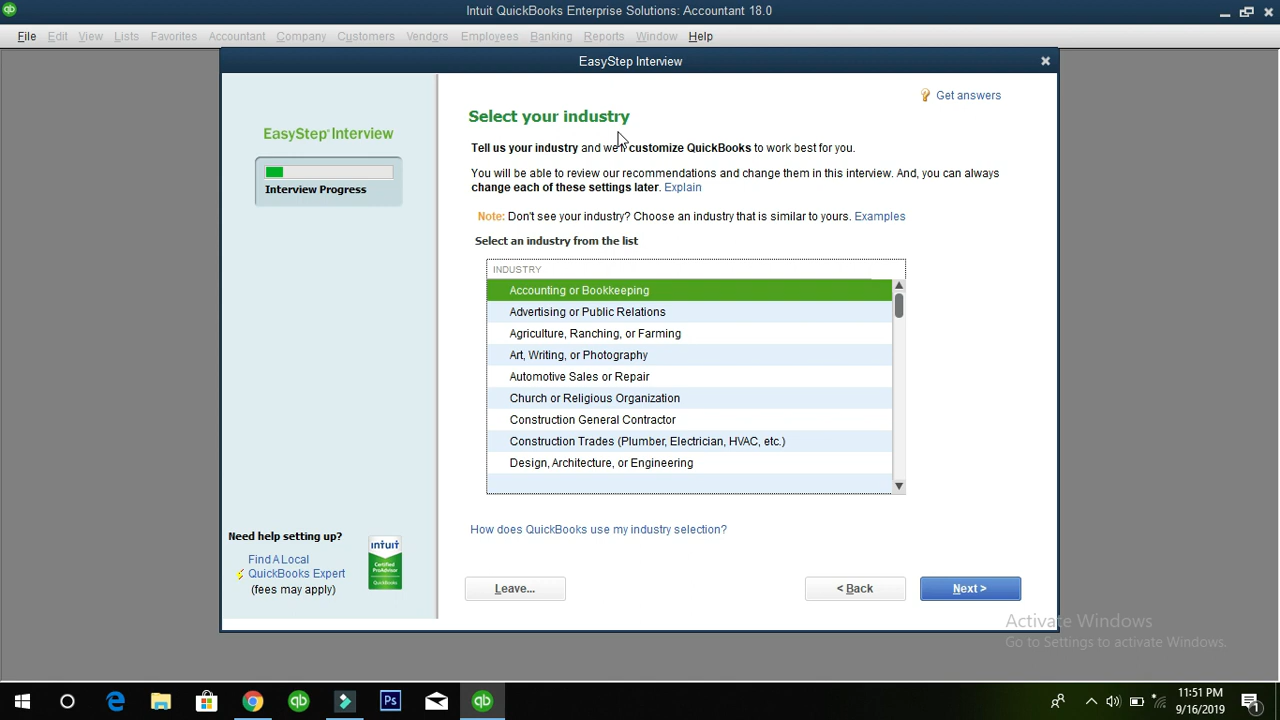 Intuit QuickBooks Enterprise Solutions: Accountant 18.0
File Edit View Lists Favorites Accountant Company Customers Vendors Employees Banking Reports Window Help
EasyStep Interview
Get answers
EasyStep® Interview
Interview Progress
Select your industry
Tell us your industry and we'll customize QuickBooks to work best for you.
You will be able to review our recommendations and change them in this interview. And, you can always
change each of these settings later. Explain
Note: Don't see your industry? Choose an industry that is similar to yours. Examples
Select an industry from the list
INDUSTRY
Accounting or Bookkeeping
Advertising or Public Relations
Agriculture, Ranching, or Farming
Art, Writing, or Photography
Automotive Sales or Repair
Church or Religious Organization
Construction General Contractor
Construction Trades (Plumber, Electrician, HVAC, etc.)
Design, Architecture, or Engineering
How does QuickBooks use my industry selection?
Need help setting up?
Find A Local
QuickBooks Expert
(fees may apply)
intuit
Certified
ProAdvisor
QuickBooks
Leave...
< Back
Next >
Activate Windows
Go to Settings to activate Windows.
qb
Ps
qb
11:51 PM
9/16/2019
1